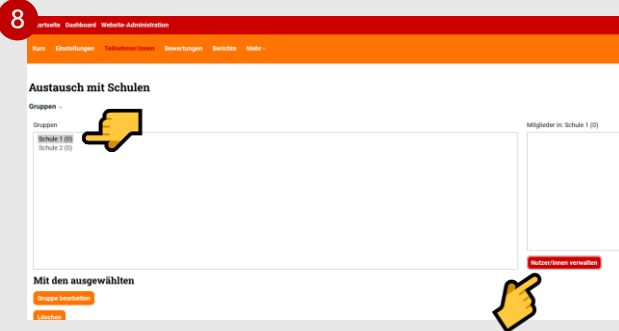 8
Startseite Dashboard Website-Administration
Kurs Einstellungen Teilnehmer/innen Bewertungen Berichte Mehr
Austausch mit Schulen
Gruppen
Gruppen
Mitglieder in: Schule 1 (0)
Schule 1 (0)
Schule 2 (0)
Nutzer/innen verwalten
Mit den ausgewählten
Gruppe bearbeiten
Löschen